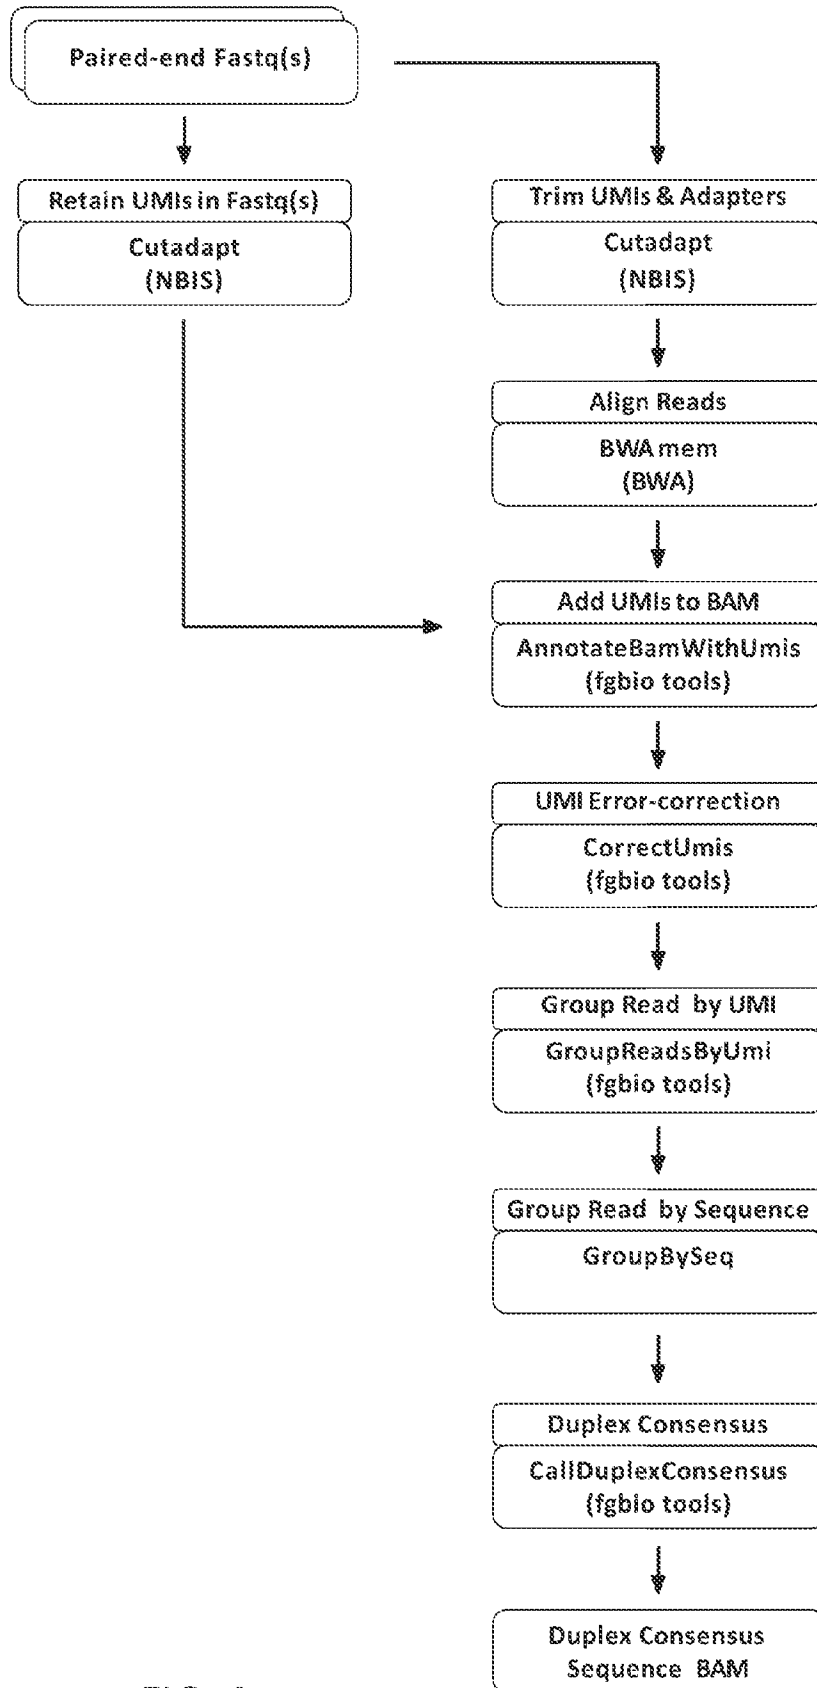 Paired-end Fastq(s)
Retain UMIs in Fastq(s)
Cutadapt
(NBIS)
Trim UMIs & Adapters
Cutadapt
(NBIS)
Align Reads
BWA mem
(BWA)
Add UMIs to BAM
AnnotateBamWithUmis
(fgbio tools)
UMI Error-correction
CorrectUmis
(fgbio tools)
Group Read by UMI
GroupReadsByUmi
(fgbio tools)
Group Read by Sequence
GroupBySeq
Duplex Consensus
CallDuplexConsensus
(fgbio tools)
Duplex Consensus
Sequence BAM